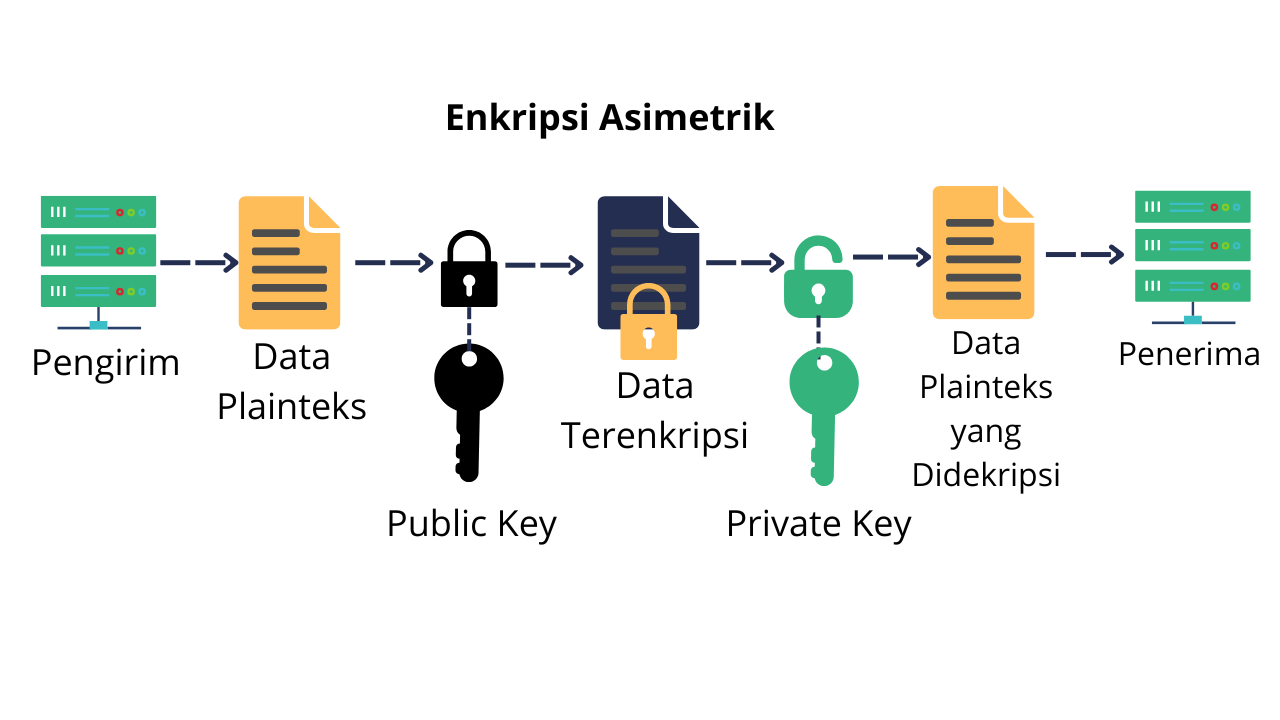 Enkripsi Asimetrik
Pengirim
Data
Plainteks
Public Key
Data
Terenkripsi
Private Key
Data
Plainteks
yang
Didekripsi
Penerima